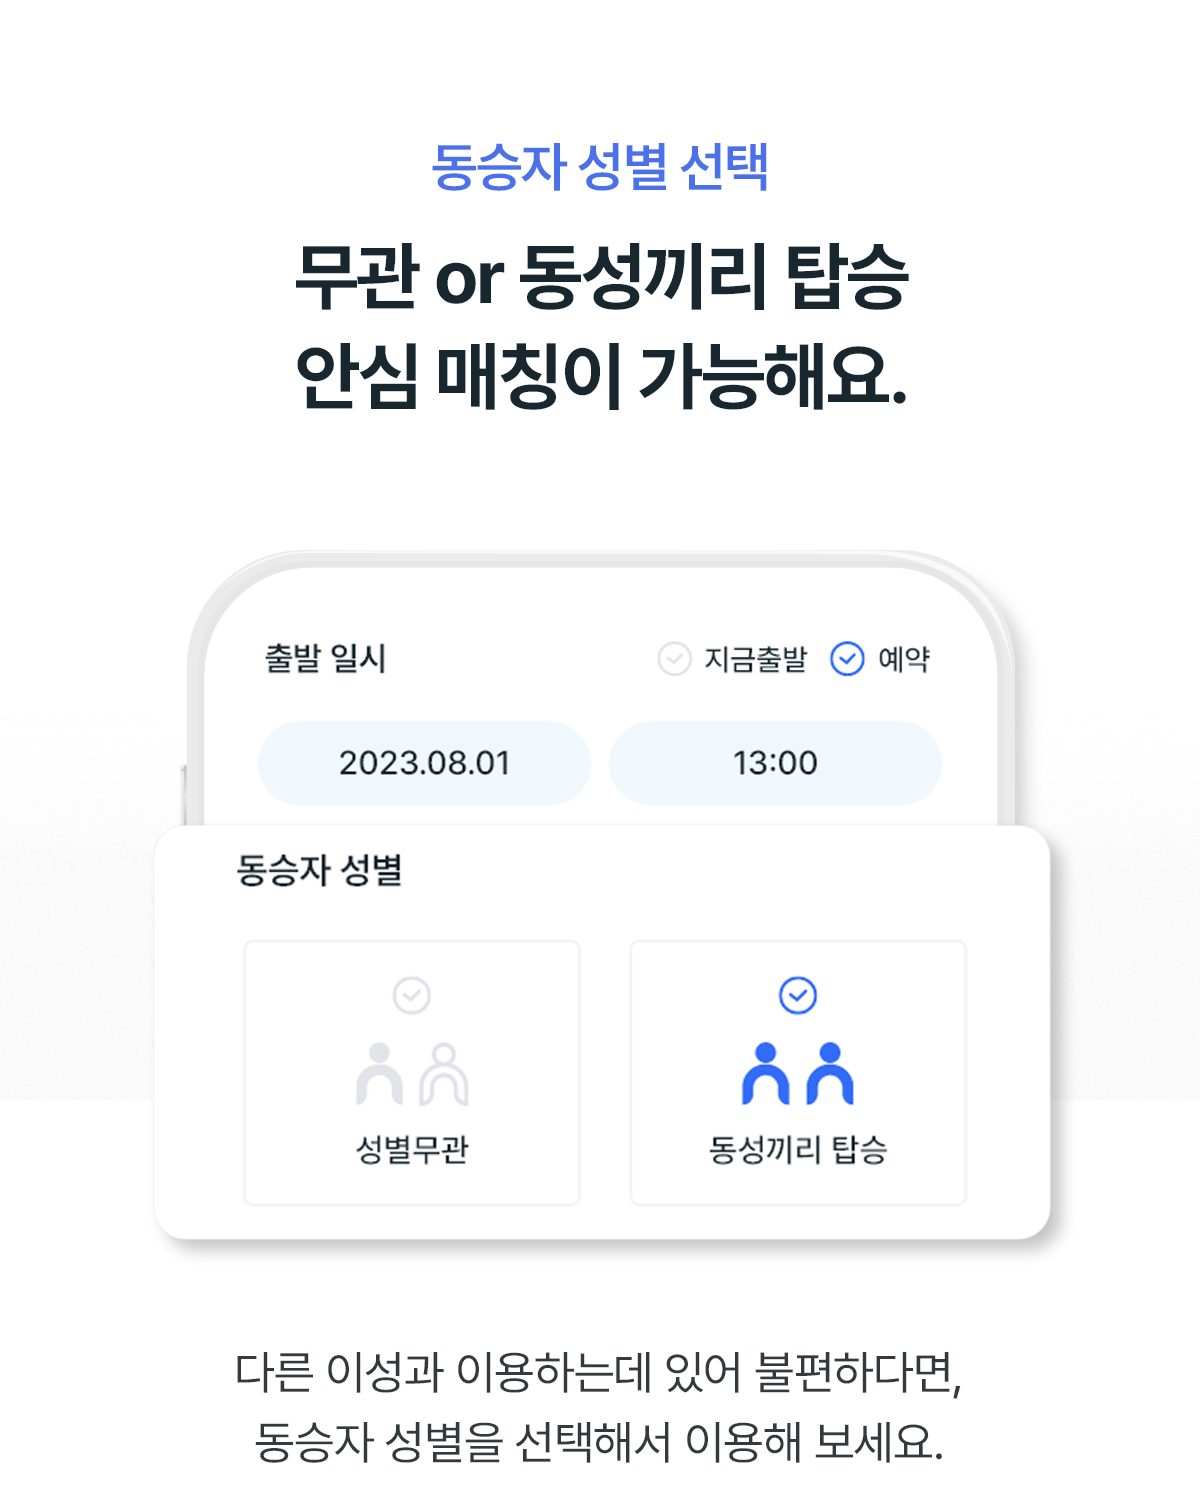 동승자 성별 선택
무관 or 동성끼리 탑승
안심 매칭이 가능해요.
출발 일시
지금출발 예약
2023.08.01 13:00
동승자 성별
성별무관 동성끼리 탑승
다른 이성과 이용하는데 있어 불편하다면,
동승자 성별을 선택해서 이용해 보세요.